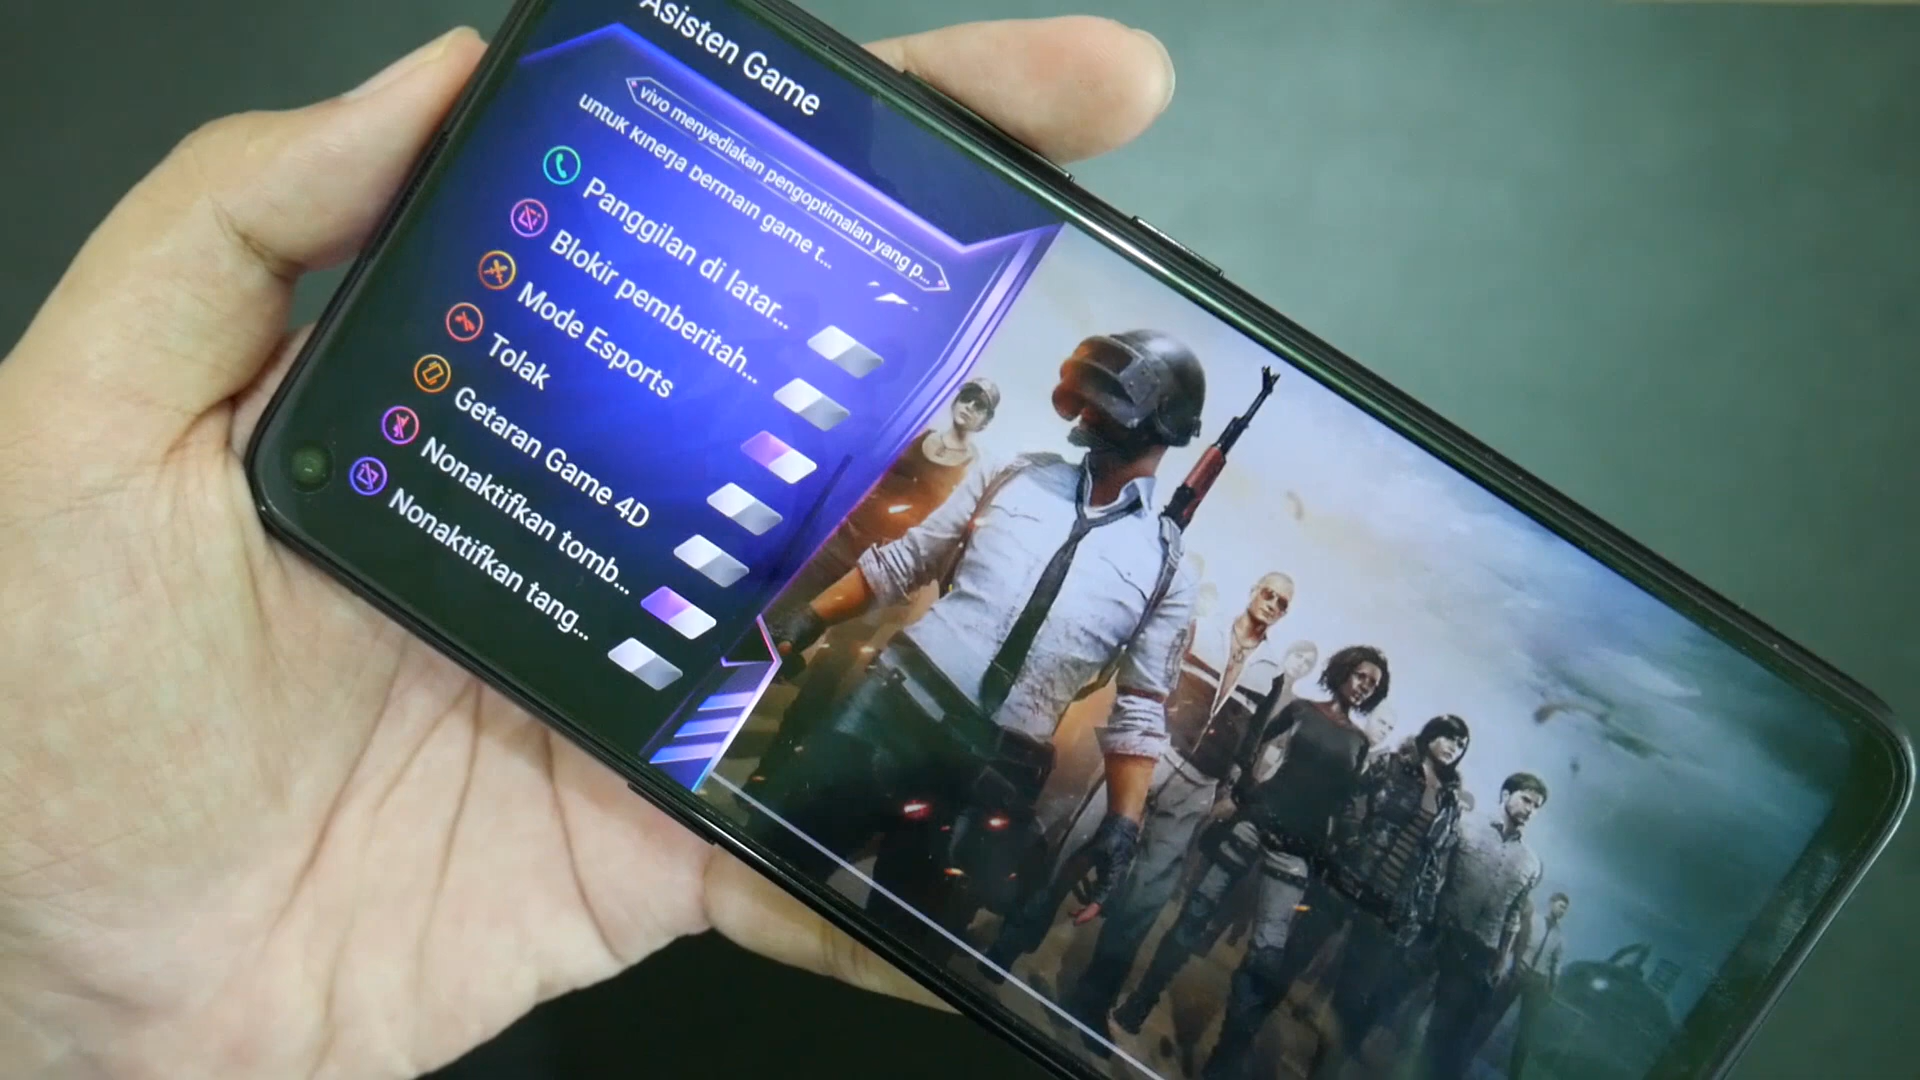 Asisten Game
vivo menyediakan pengoptimalan yang p...
untuk kinerja bermain game t...
Panggilan di latar...
Blokir pemberitah...
Mode Esports
Tolak
Getaran Game 4D
Nonaktifkan tomb...
Nonaktifkan tang...